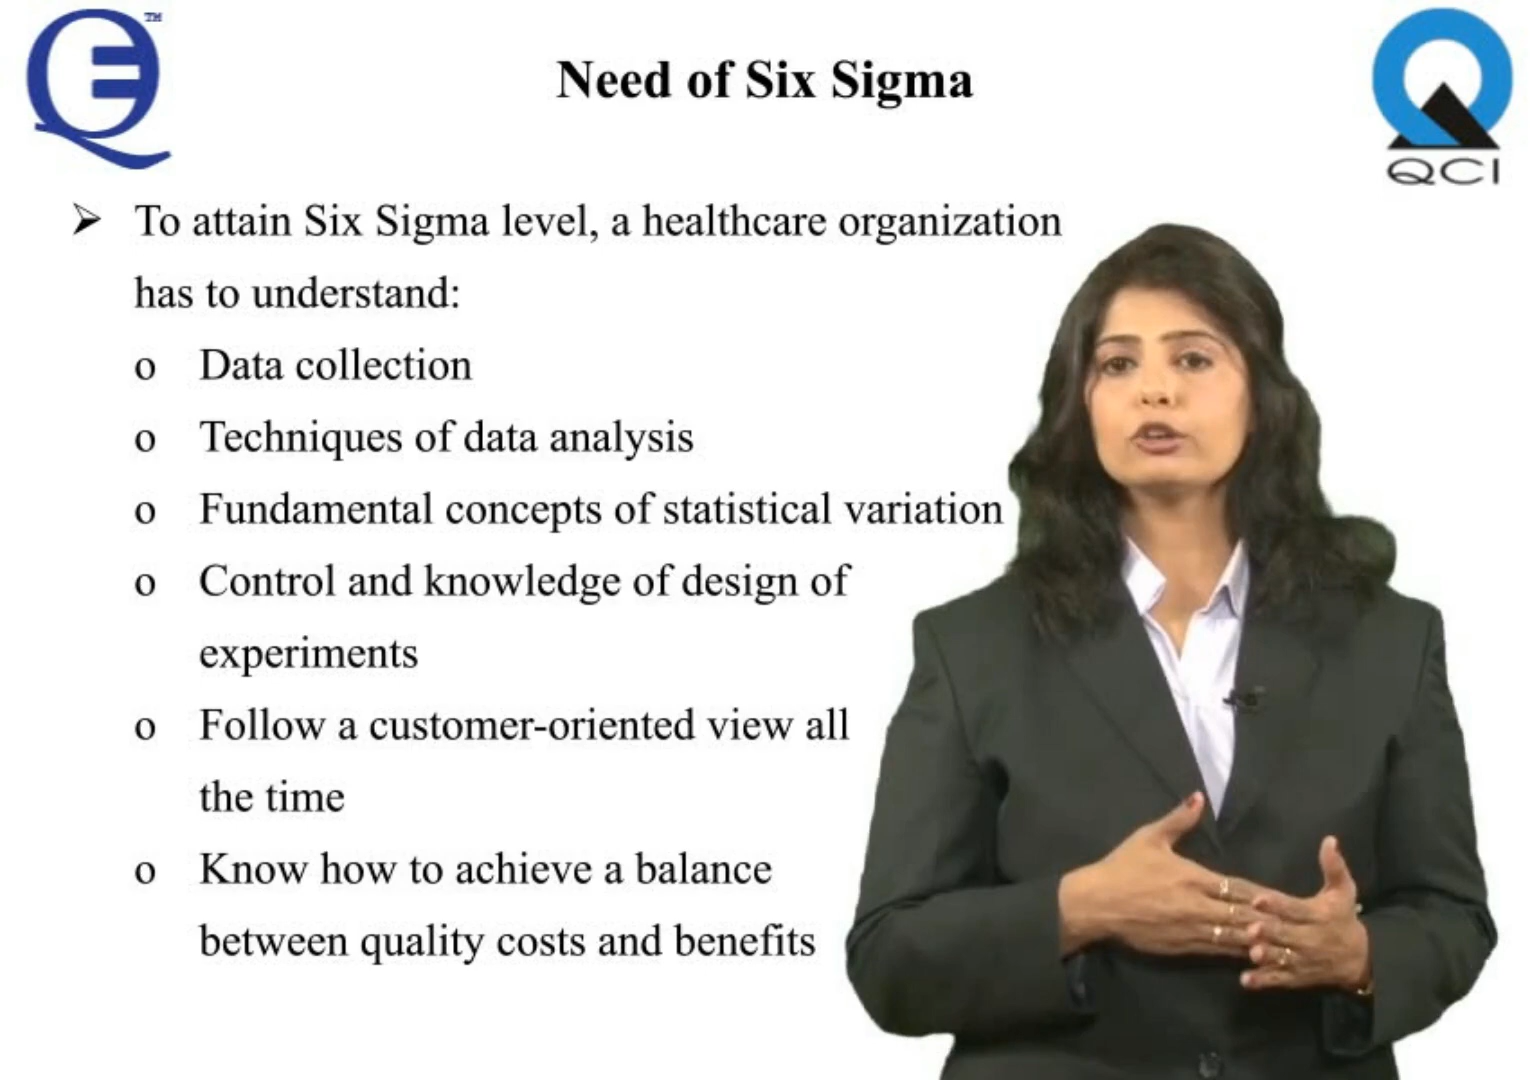 TM
Need of Six Sigma
QCI
➢ To attain Six Sigma level, a healthcare organization
has to understand:
o Data collection
o Techniques of data analysis
o Fundamental concepts of statistical variation
o Control and knowledge of design of
experiments
o Follow a customer-oriented view all
the time
o Know how to achieve a balance
between quality costs and benefits